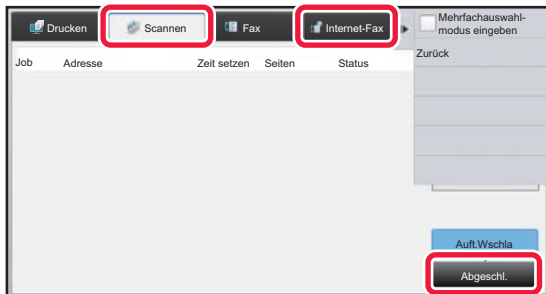 Drucken
Scannen
Fax
Internet-Fax
Mehrfachauswahl-
modus eingeben
Zurück
Job Adresse Zeit setzen Seiten Status
Auft.Wschla
Abgeschl.